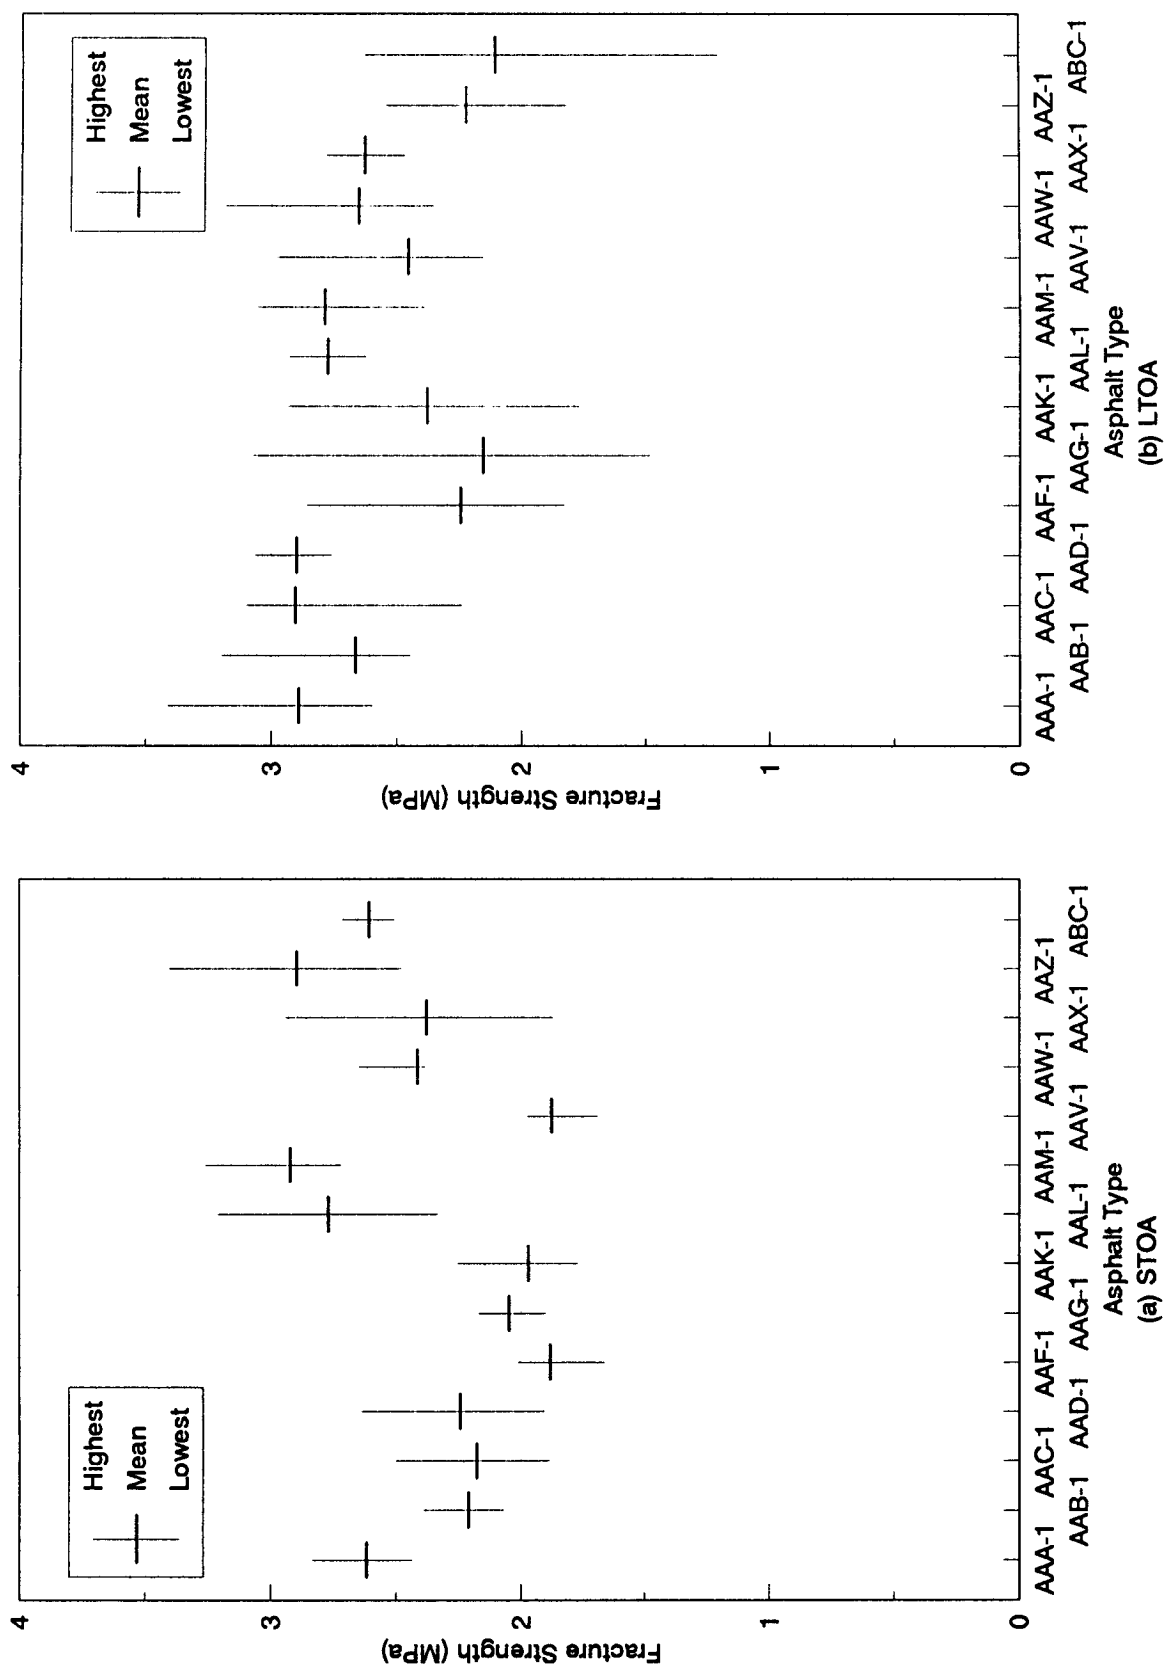 Highest
Mean
Lowest
4
3
2
1
0
Fracture Strength (MPa)
AAA-1 AAC-1 AAF-1 AAK-1 AAM-1 AAW-1 AAZ-1
AAB-1 AAD-1 AAG-1 AAL-1 AAV-1 AAX-1 ABC-1
Asphalt Type
(a) STOA
Highest
Mean
Lowest
4
3
2
1
0
Fracture Strength (MPa)
AAA-1 AAC-1 AAF-1 AAK-1 AAM-1 AAW-1 AAZ-1
AAB-1 AAD-1 AAG-1 AAL-1 AAV-1 AAX-1 ABC-1
Asphalt Type
(b) LTOA